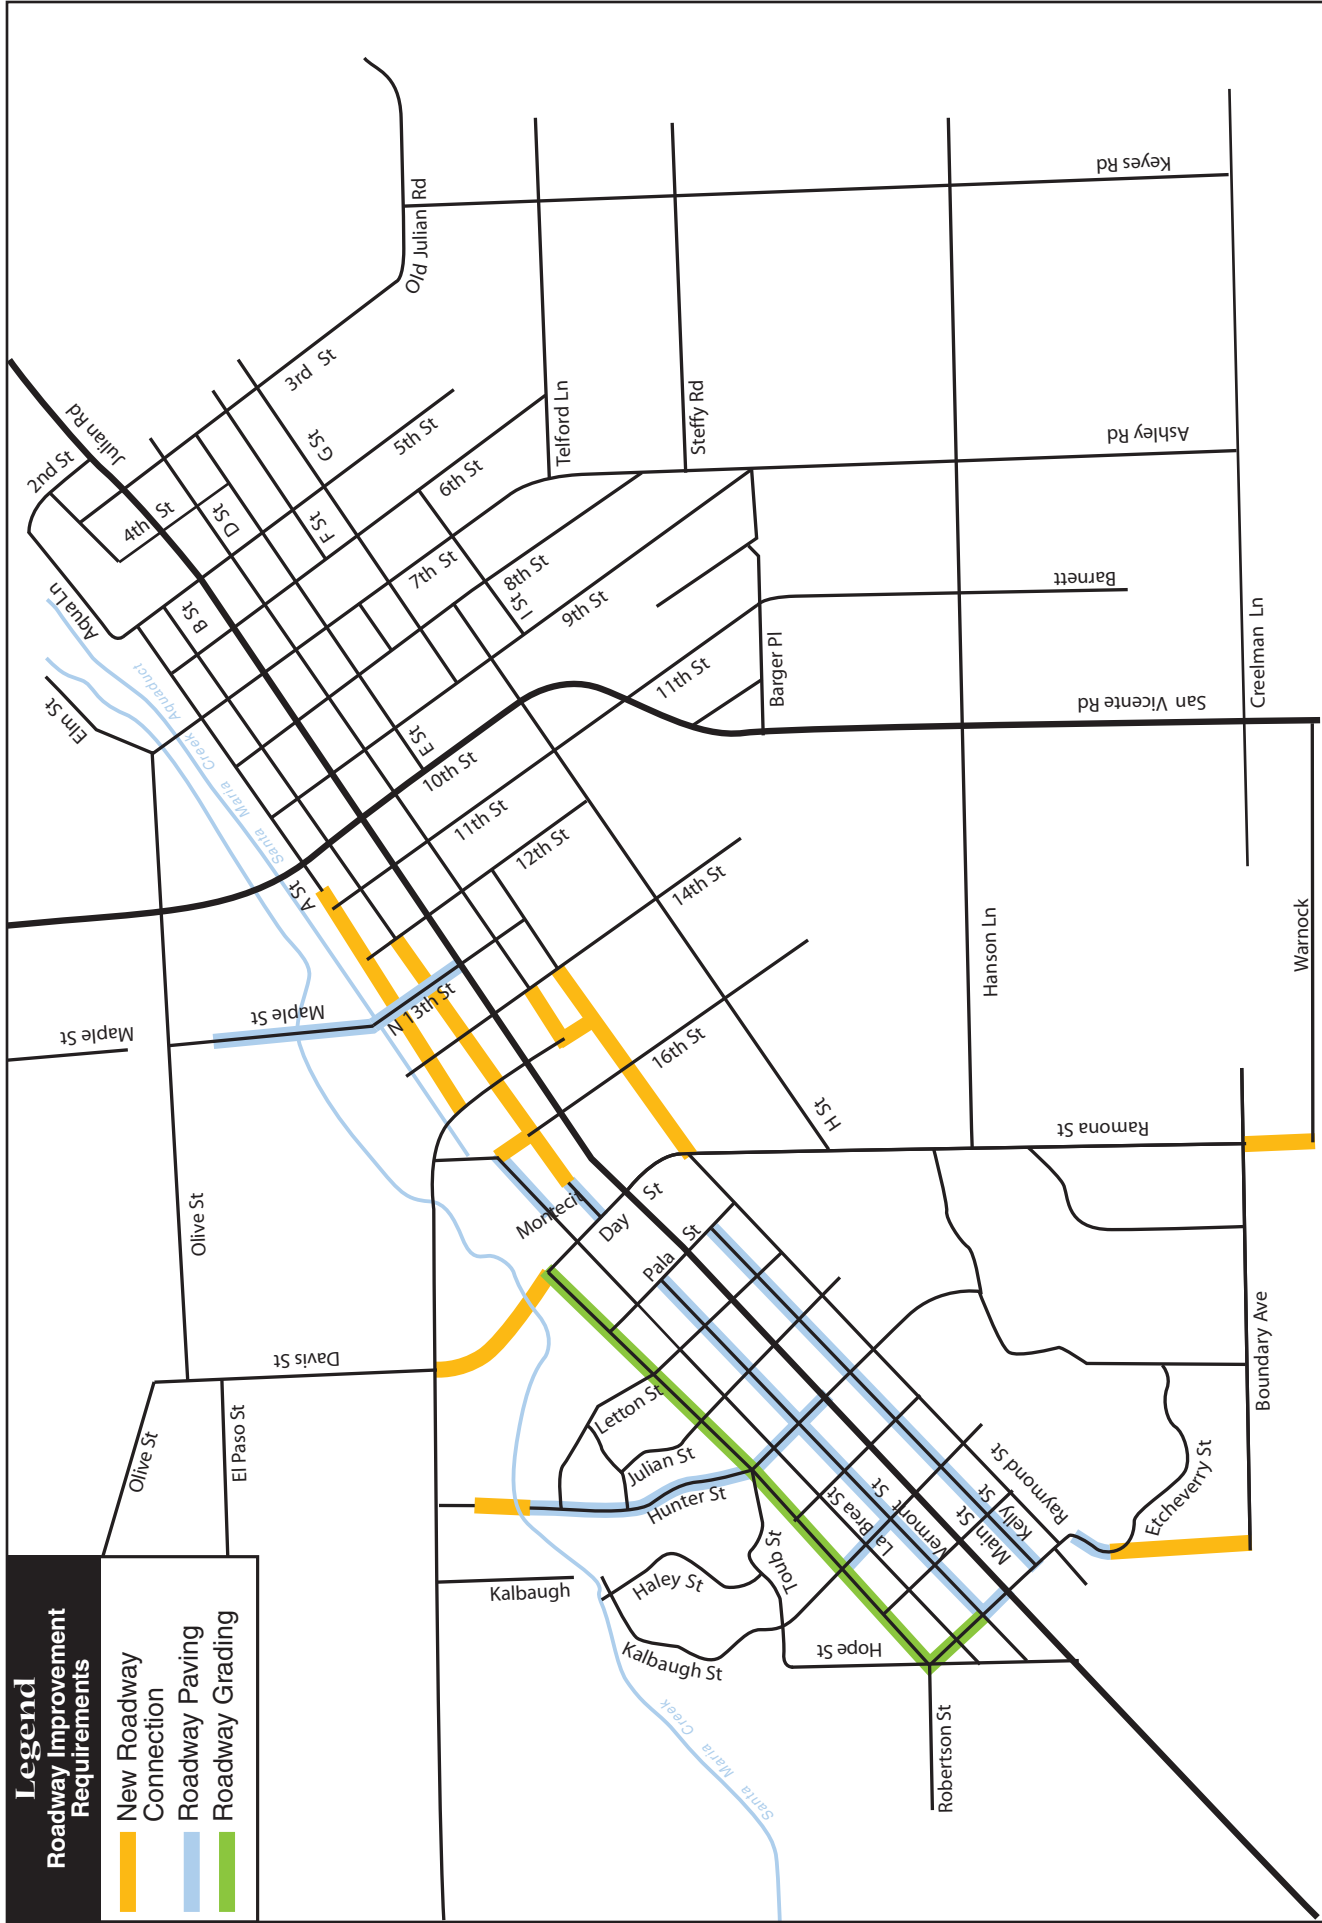 Legend
Roadway Improvement
Requirements
New Roadway
Connection
Roadway Paving
Roadway Grading
Old Julian Rd
Keyes Rd
3rd St
Julian Rd
2nd St
4th St
G St
5th St
D St
F St
6th St
Telford Ln
Steffy Rd
Ashley Rd
Aqua Ln
B St
7th St
8th St
I St
9th St
Barnett
Elm St
Santa Maria Creek Aquaduct
E St
10th St
11th St
Barger Pl
San Vicente Rd
Creelman Ln
A St
11th St
12th St
14th St
Hanson Ln
Warnock
Maple St
Maple St
N 13th St
16th St
H St
Ramona St
Olive St
Montecit
Day St
Pala St
Davis St
Boundary Ave
Olive St
El Paso St
Letton St
Julian St
Hunter St
La Brea St
Vermont St
Main St
Kelly St
Raymond St
Etcheverry St
Kalbaugh
Haley St
Toub St
Kalbaugh St
Hope St
Robertson St
Santa Maria Creek